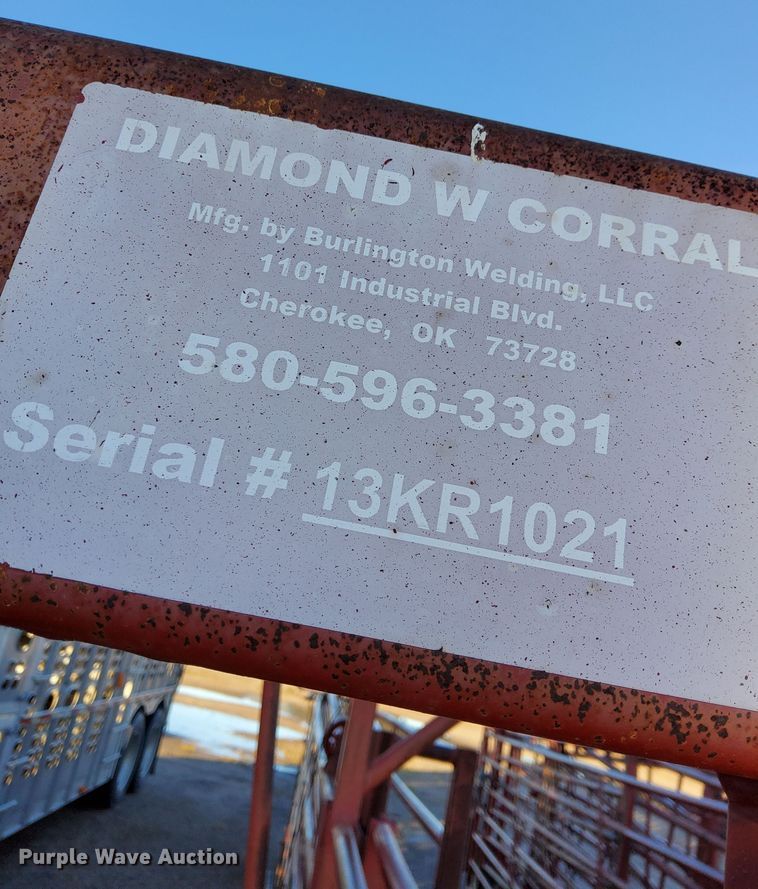 DIAMOND W CORRAL
Mfg. by Burlington Welding, LLC
1101 Industrial Blvd.
Cherokee, OK 73728
580-596-3381
Serial # 13KR1021
Purple Wave Auction